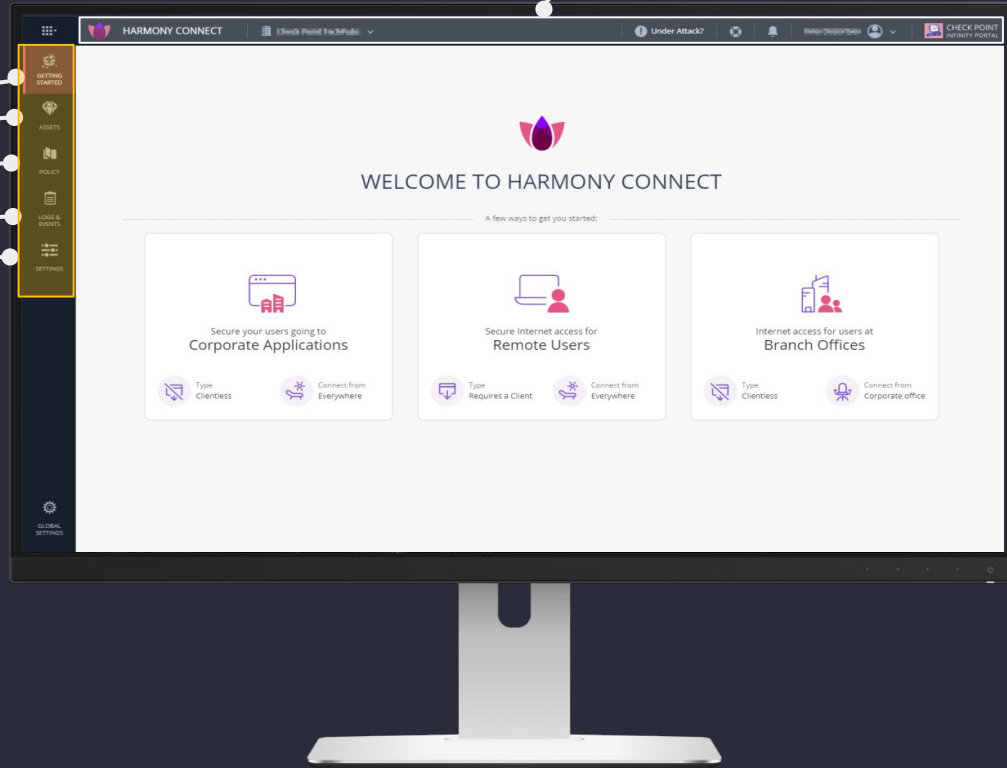 HARMONY CONNECT
Under Attack?
CHECK POINT
INFINITY PORTAL
GETTING
STARTED
ASSETS
POLICY
LOGS &
EVENTS
SETTINGS
GLOBAL
SETTINGS
WELCOME TO HARMONY CONNECT
A few ways to get you started:
Secure your users going to
Corporate Applications
Type
Clientless
Connect from
Everywhere
Secure Internet access for
Remote Users
Type
Requires a Client
Connect from
Everywhere
Internet access for users at
Branch Offices
Type
Clientless
Connect from
Corporate office